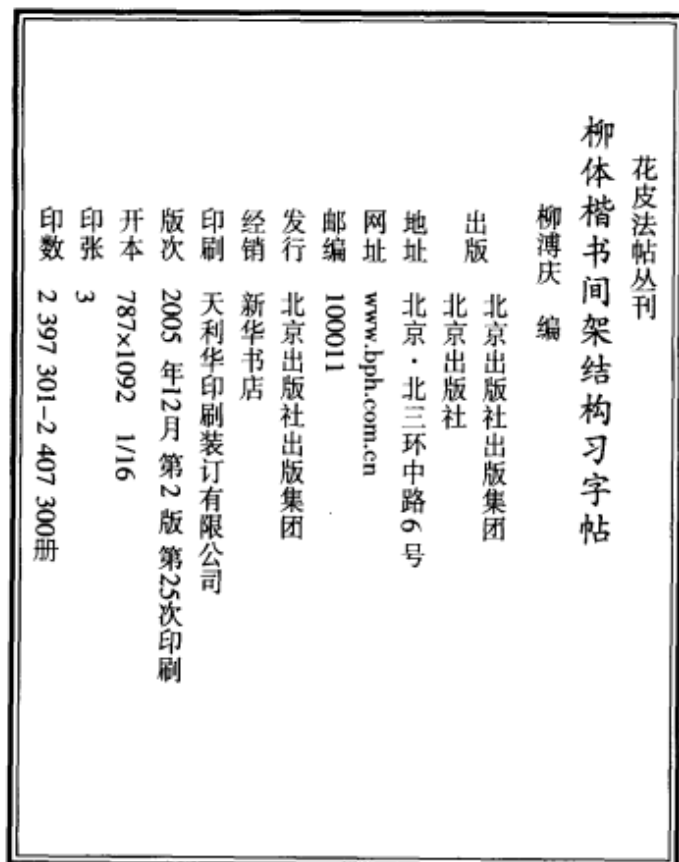 花皮法帖丛刊
柳体楷书间架结构习字帖
柳溥庆 编
出版 北京出版社出版集团
北京出版社
地址 北京·北三环中路6号
网址 www.bph.com.cn
邮编 100011
发行 北京出版社出版集团
经销 新华书店
印刷 天利华印刷装订有限公司
版次 2005 年12月 第2 版 第25次印刷
开本 787×1092 1/16
印张 3
印数 2 397 301-2 407 300册